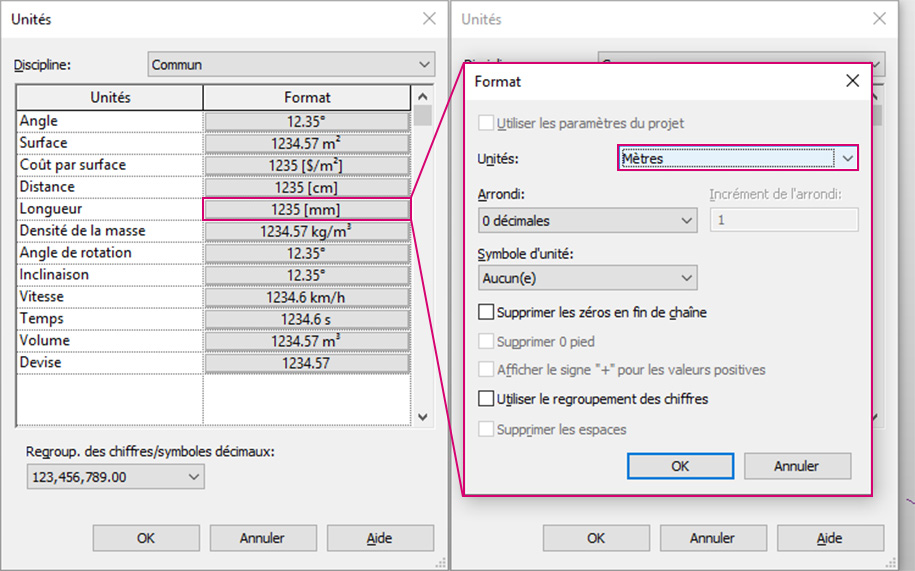 Unités
Discipline:
Commun
Unités
Format
Angle
12.35°
Surface
1234.57 m²
Coût par surface
1235 [$/m²]
Distance
1235 [cm]
Longueur
1235 [mm]
Densité de la masse
1234.57 kg/m³
Angle de rotation
12.35°
Inclinaison
12.35°
Vitesse
1234.6 km/h
Temps
1234.6 s
Volume
1234.57 m³
Devise
1234.57
Regroup. des chiffres/symboles décimaux:
123,456,789.00
OK
Annuler
Aide
Unités
Format
Utiliser les paramètres du projet
Unités:
Mètres
Arrondi:
Incrément de l'arrondi:
0 décimales
1
Symbole d'unité:
Aucun(e)
Supprimer les zéros en fin de chaîne
Supprimer 0 pied
Afficher le signe "+" pour les valeurs positives
Utiliser le regroupement des chiffres
Supprimer les espaces
OK
Annuler
OK
Annuler
Aide